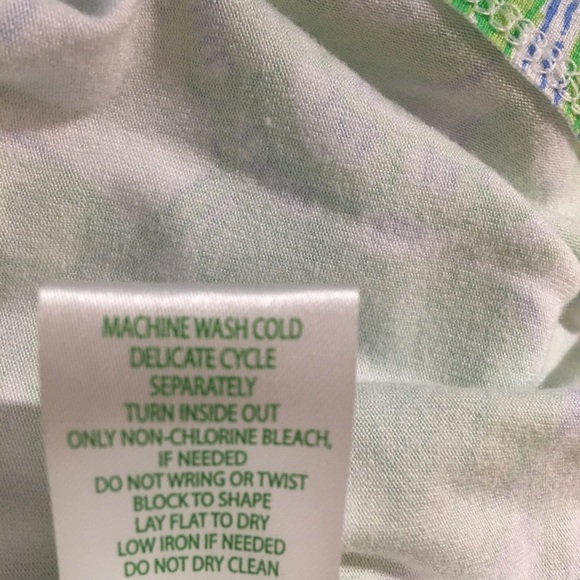 MACHINE WASH COLD
DELICATE CYCLE
SEPARATELY
TURN INSIDE OUT
ONLY NON-CHLORINE BLEACH,
IF NEEDED
DO NOT WRING OR TWIST
BLOCK TO SHAPE
LAY FLAT TO DRY
LOW IRON IF NEEDED
DO NOT DRY CLEAN